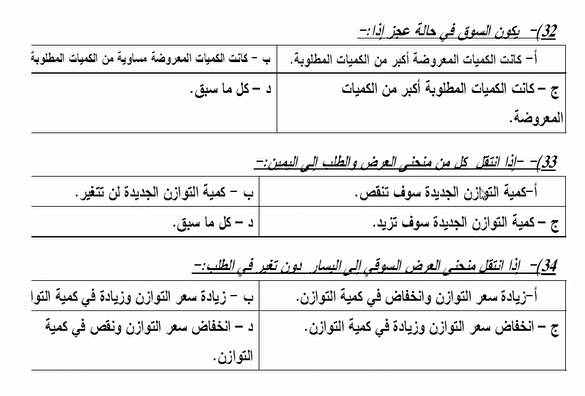 32)- يكون السوق في حالة عجز إذا:-
أ- كانت الكميات المعروضة أكبر من الكميات المطلوبة.
ب - كانت الكميات المعروضة مساوية من الكميات المطلوبة
ج – كانت الكميات المطلوبة أكبر من الكميات
المعروضة.
د – كل ما سبق.
33)- -إذا انتقل كل من منحنى العرض والطلب إلى اليمين:-
أ-كمية التوازن الجديدة سوف تنقص.
ب - كمية التوازن الجديدة لن تتغير.
ج – كمية التوازن الجديدة سوف تزيد.
د – كل ما سبق.
34)- إذا انتقل منحنى العرض السوقي إلى اليسار دون تغير في الطلب:-
أ-زيادة سعر التوازن وانخفاض في كمية التوازن.
ب - زيادة سعر التوازن وزيادة في كمية
ج – انخفاض سعر التوازن وزيادة في كمية التوازن.
د – انخفاض سعر التوازن ونقص في كمية
التوازن.